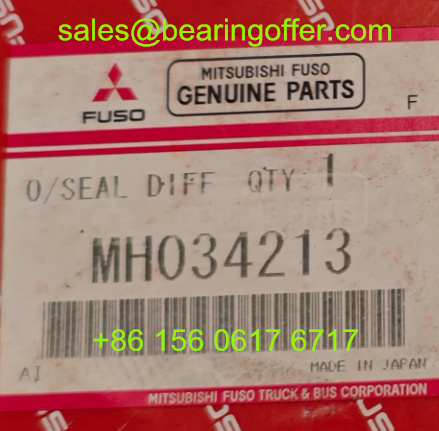 sales@bearingoffer.com
FUSO
MITSUBISHI FUSO
GENUINE PARTS
F
O/SEAL DIFF QTY 1
MH034213
+86 156 0617 6717
AI
MADE IN JAPAN
MITSUBISHI FUSO TRUCK & BUS CORPORATION